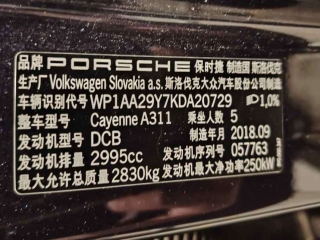 品牌 PORSCHE 保时捷 制造国 斯洛伐克
生产厂 Volkswagen Slovakia a.s. 斯洛伐克大众汽车股份公司制造
车辆识别代号 WP1AA29Y7KDA20729 1,0%
整车型号 Cayenne A311 乘坐人数 5
发动机型号 DCB 制造年月 2018.09
发动机排量 2995cc 发动机序列号 057763
最大允许总质量 2830kg 发动机最大净功率 250kW